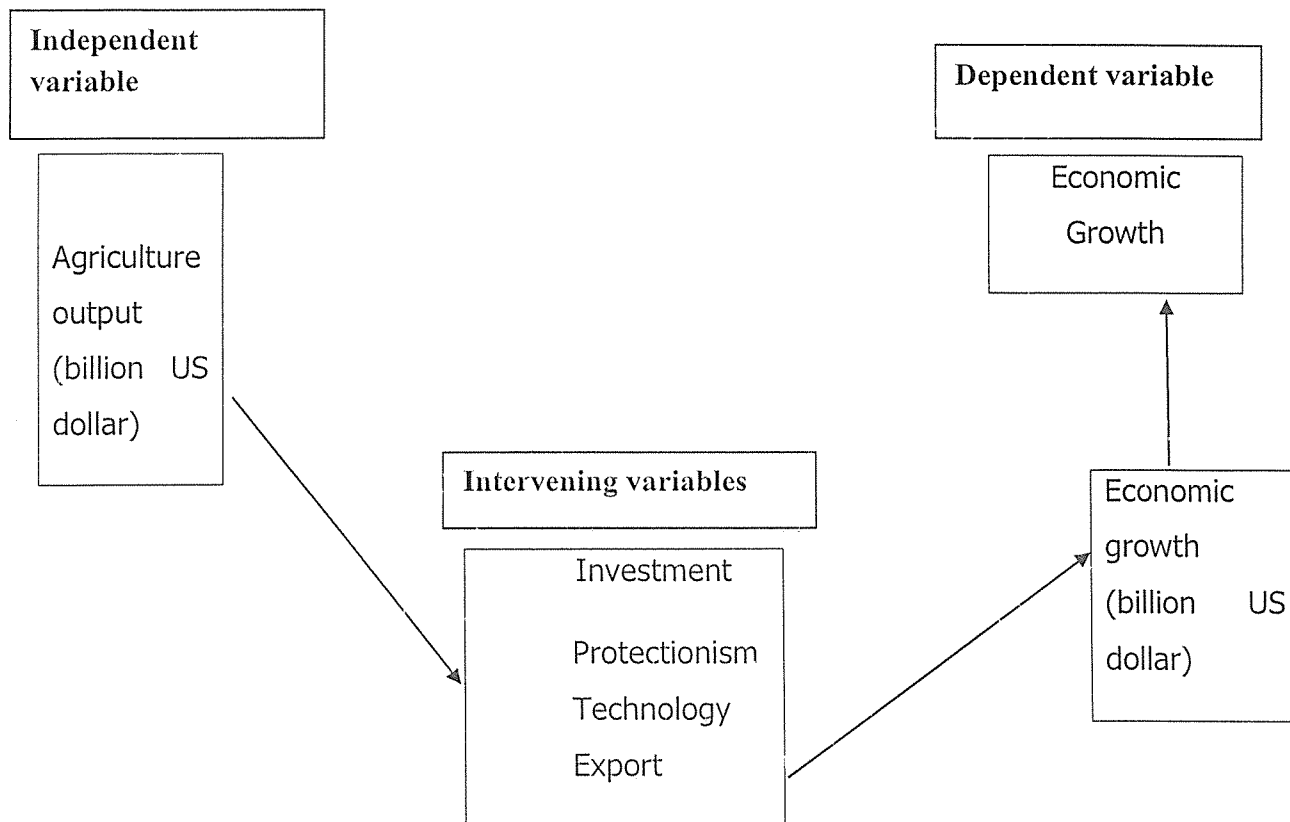 Independent
variable
Agriculture
output
(billion US
dollar)
Intervening variables
Investment
Protectionism
Technology
Export
Dependent variable
Economic
Growth
Economic
growth
(billion US
dollar)